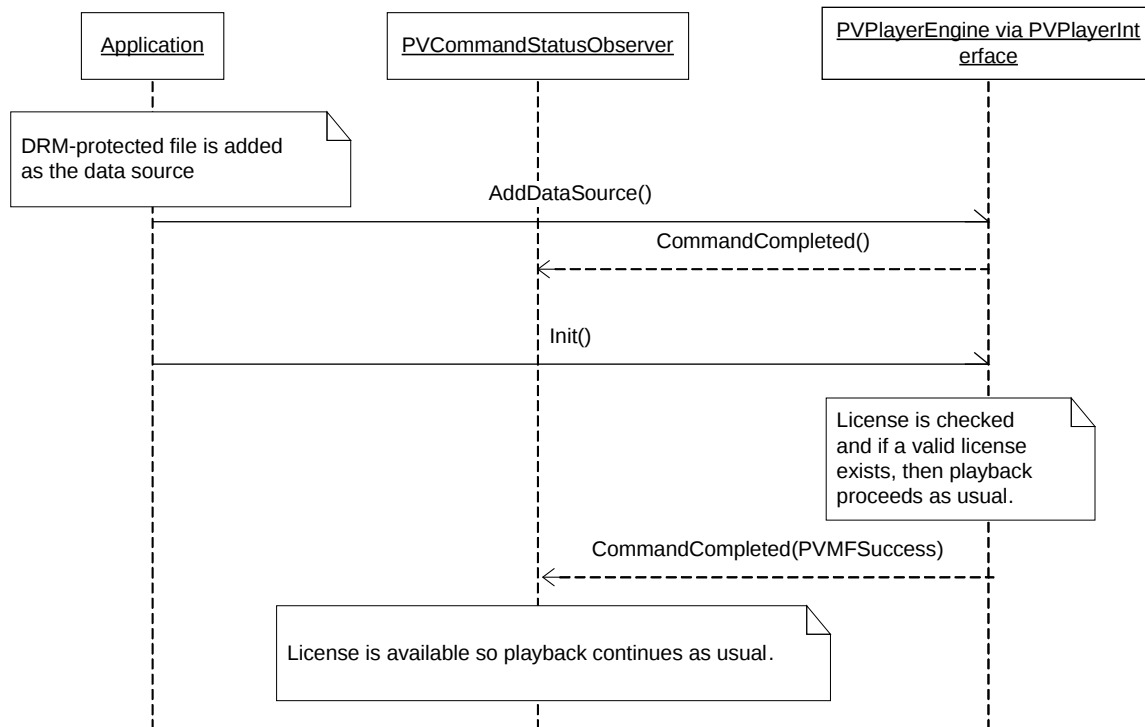 Application
PVCommandStatusObserver
PVPlayerEngine via PVPlayerInt
erface
DRM-protected file is added
as the data source
AddDataSource()
CommandCompleted()
Init()
License is checked
and if a valid license
exists, then playback
proceeds as usual.
CommandCompleted(PVMFSuccess)
License is available so playback continues as usual.